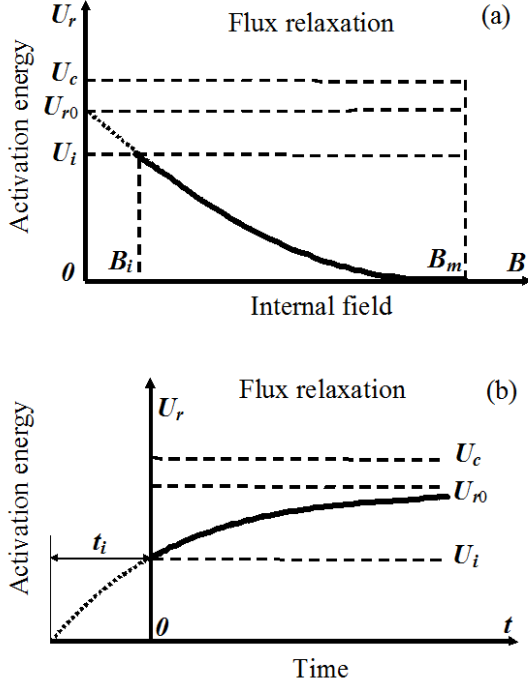 U_r Flux relaxation (a)
Activation energy
U_c
U_r0
U_i
0 B_i B_m B
Internal field
Flux relaxation (b)
U_r
Activation energy
U_c
U_r0
t_i
U_i
0 t
Time